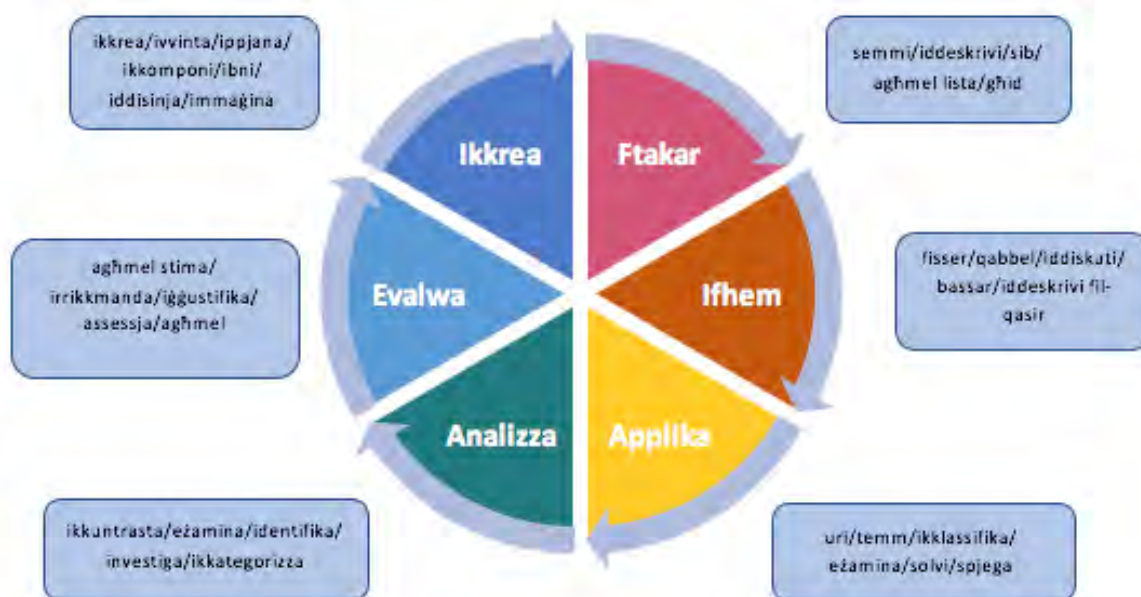 ikkrea/ivvinta/ippjana/
ikkomponi/ibni/
iddisinja/immaġina
semmi/iddeskrivi/sib/
agħmel lista/għid
Ikkrea
Ftakar
agħmel stima/
irrikkmanda/iġġustifika/
assessja/agħmel
Evalwa
Ifhem
fisser/qabbel/iddiskuti/
bassar/iddeskrivi fil-
qasir
Analizza
Applika
ikkuntrasta/eżamina/identifika/
investiga/ikkategorizza
uri/temm/ikklassifika/
eżamina/solvi/spjega